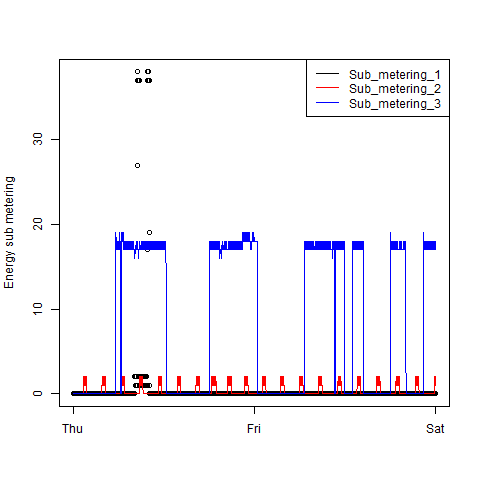 Sub_metering_1
Sub_metering_2
Sub_metering_3
Energy sub metering
30
20
10
0
Thu
Fri
Sat